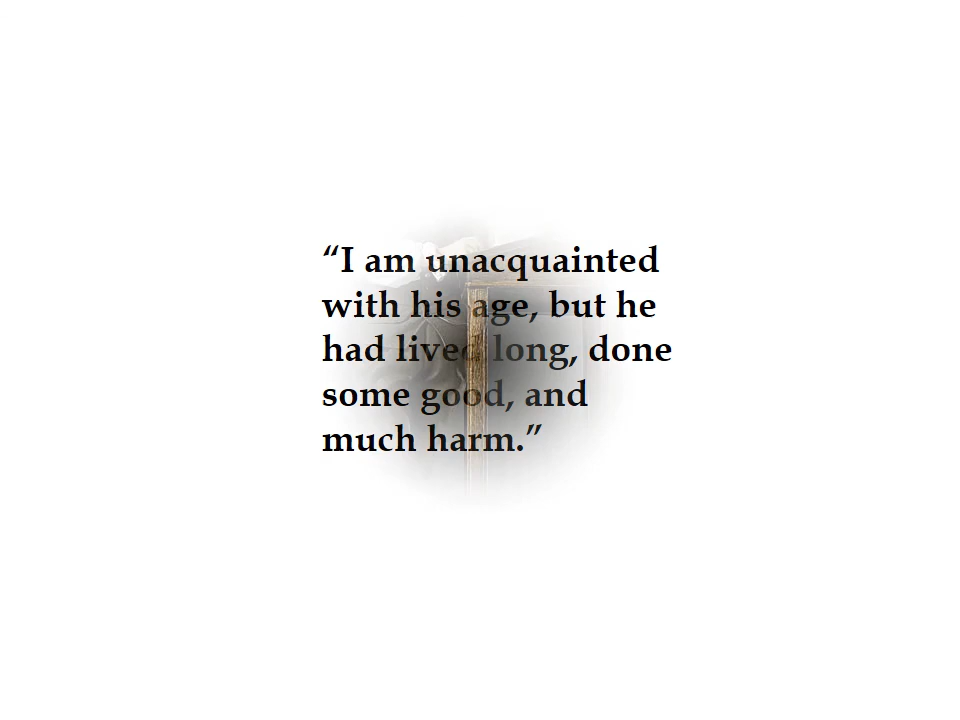 “I am unacquainted
with his age, but he
had lived long, done
some good, and
much harm.”